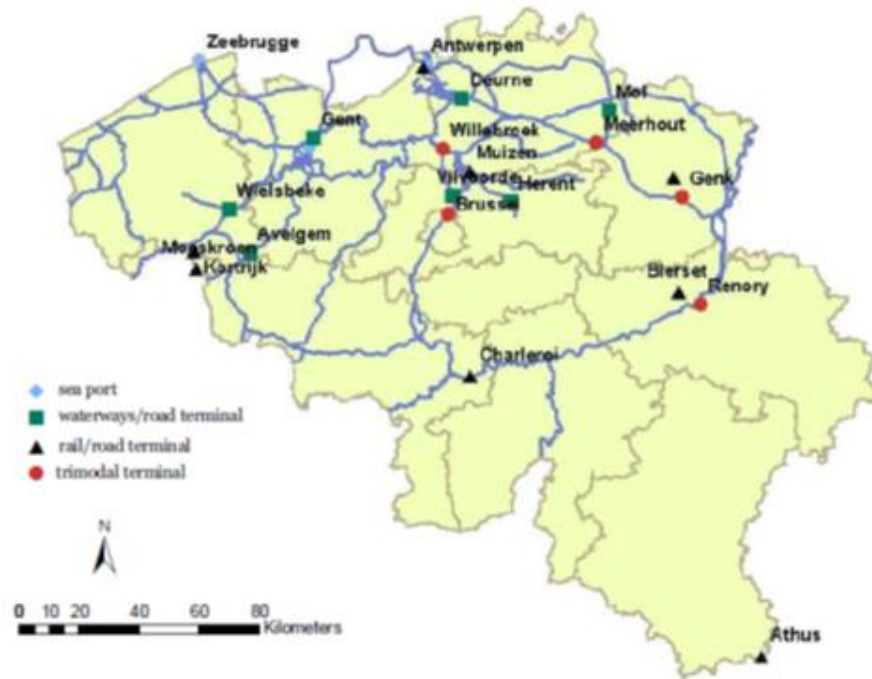 Zeebrugge
Antwerpen
Deurne
Mol
Gent
Meerhout
Willebroek
Muizen
Genk
Vilvoorde
Herent
Wielsbeke
Brussel
Avelgem
Moeskroen
Kortrijk
Bierset
Renory
Charleroi
sea port
waterways/road terminal
rail/road terminal
trimodal terminal
N
0 10 20 40 60 80
Kilometers
Athus